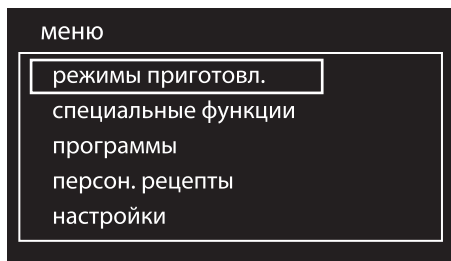 меню
режимы приготовл.
специальные функции
программы
персон. рецепты
настройки